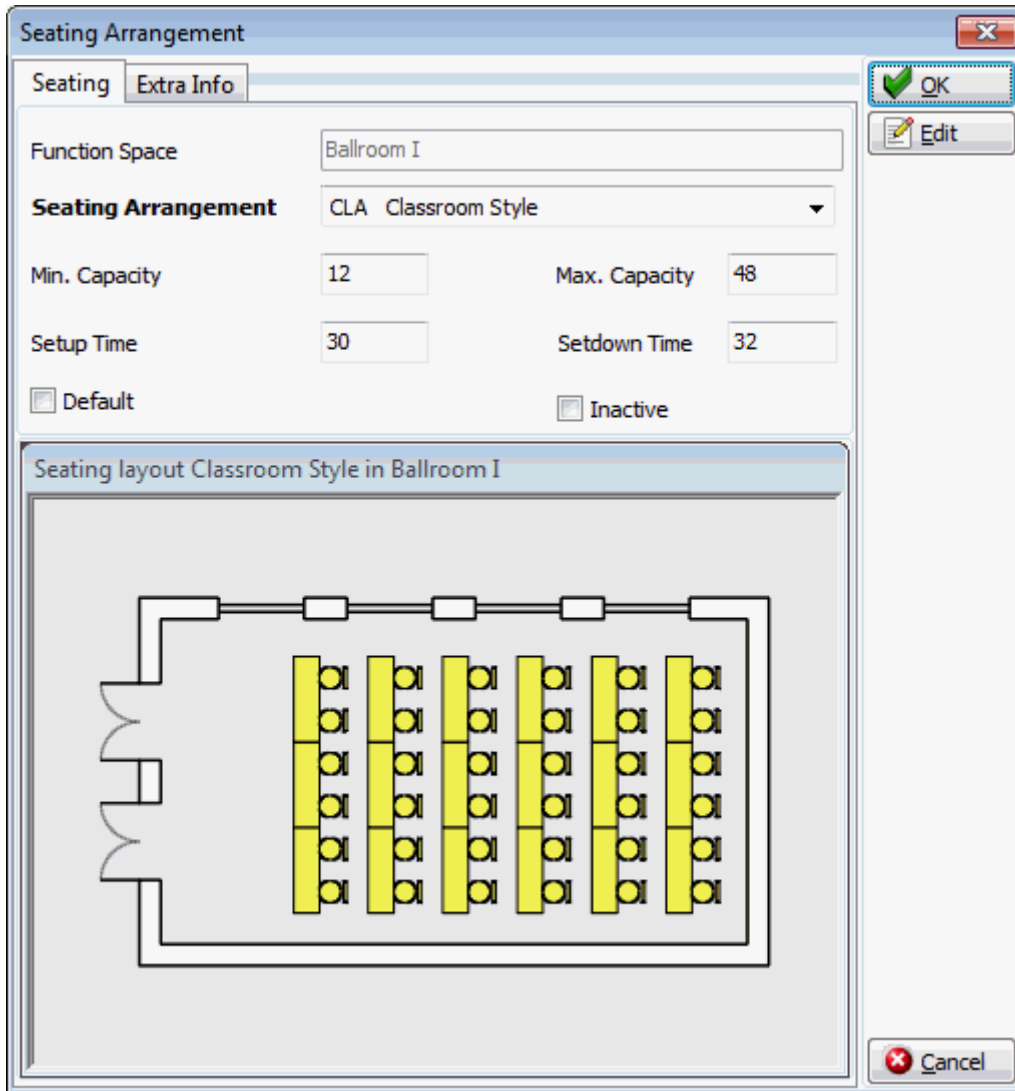 Seating Arrangement
Seating Extra Info
OK
Edit
Function Space Ballroom I
Seating Arrangement CLA Classroom Style
Min. Capacity 12 Max. Capacity 48
Setup Time 30 Setdown Time 32
Default Inactive
Seating layout Classroom Style in Ballroom I
Cancel